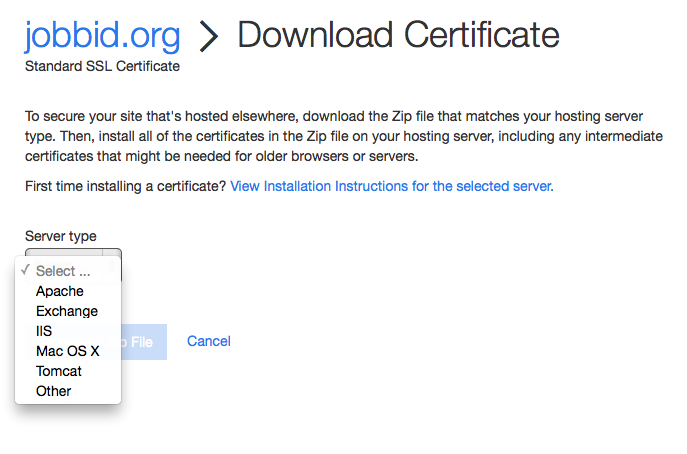 jobbid.org > Download Certificate
Standard SSL Certificate
To secure your site that's hosted elsewhere, download the Zip file that matches your hosting server
type. Then, install all of the certificates in the Zip file on your hosting server, including any intermediate
certificates that might be needed for older browsers or servers.
First time installing a certificate? View Installation Instructions for the selected server.
Server type
✓ Select ...
Apache
Exchange
IIS
Mac OS X
Tomcat
Other
File
Cancel